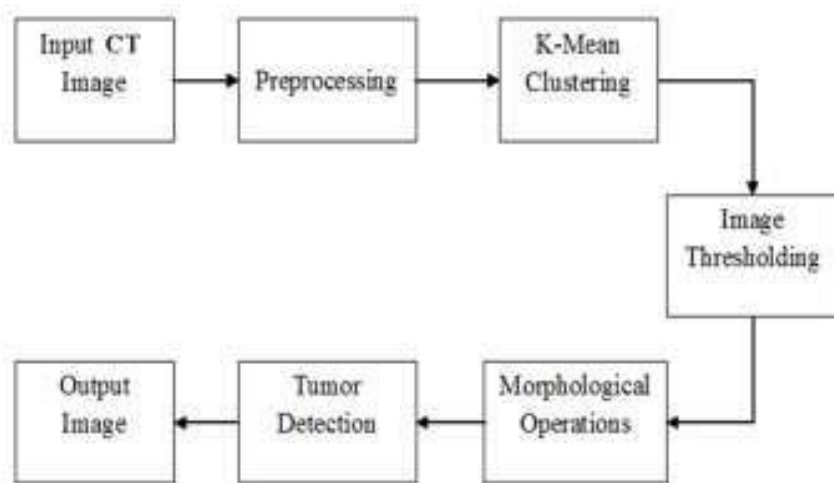 Input CT
Image
Preprocessing
K-Mean
Clustering
Image
Thresholding
Morphological
Operations
Tumor
Detection
Output
Image